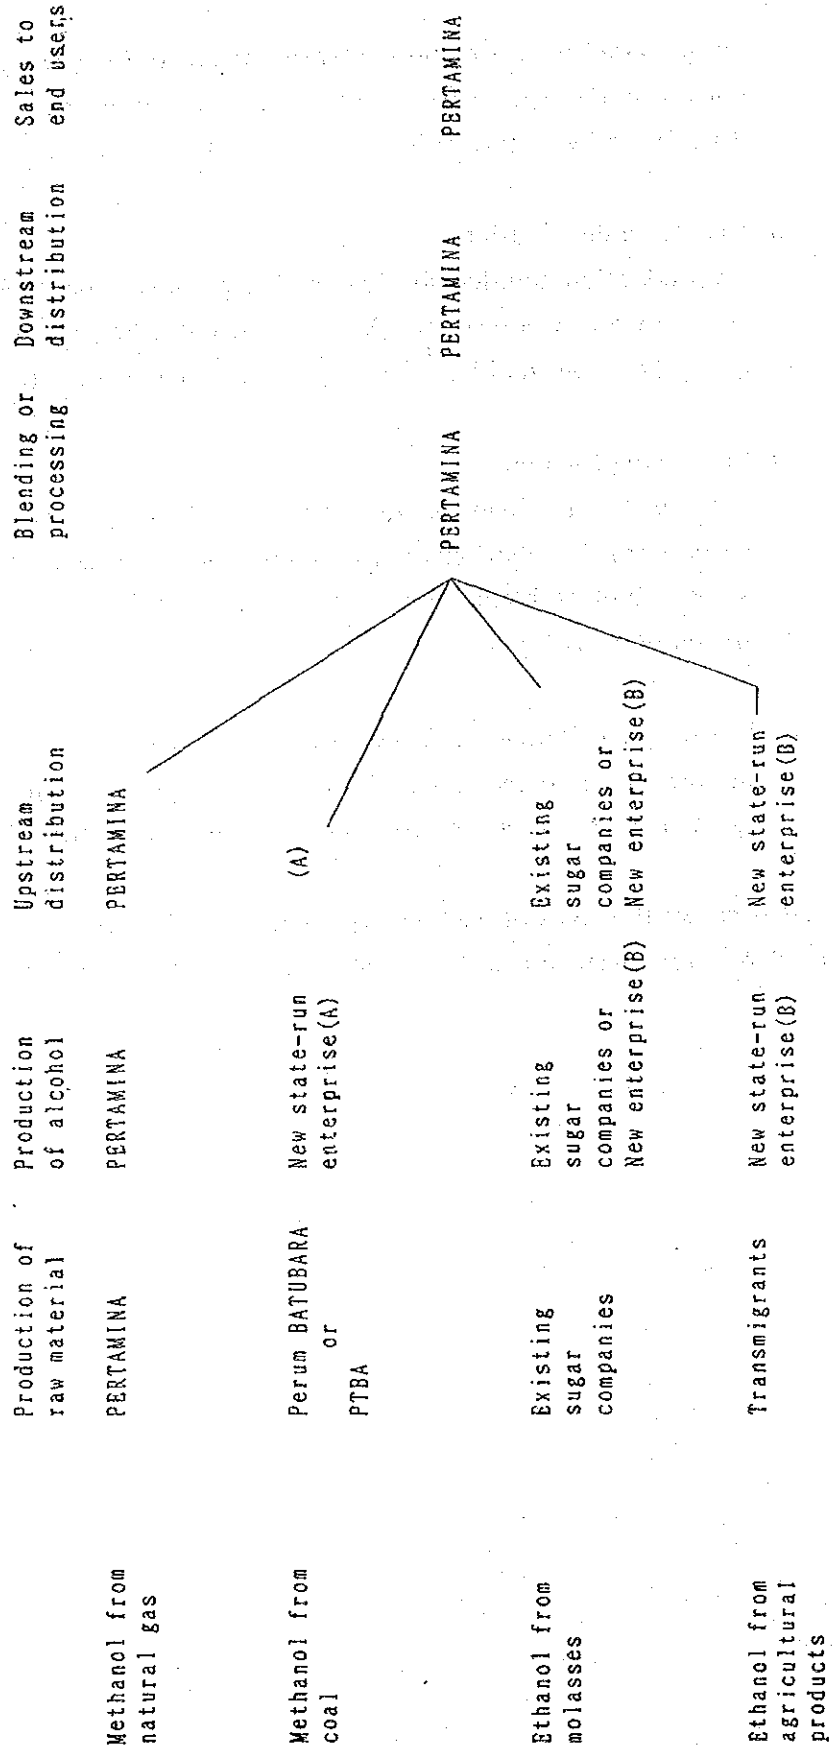 Production of
raw material
Production
of alcohol
Upstream
distribution
Blending or
processing
Downstream
distribution
Sales to
end users
Methanol from
natural gas
PERTAMINA
PERTAMINA
PERTAMINA
Methanol from
coal
Perum BATUBARA
or
PTBA
New state-run
enterprise(A)
(A)
PERTAMINA
PERTAMINA
PERTAMINA
Ethanol from
molasses
Existing
sugar
companies
Existing
sugar
companies or
New enterprise(B)
Existing
sugar
companies or
New enterprise(B)
Ethanol from
agricultural
products
Transmigrants
New state-run
enterprise(B)
New state-run
enterprise(B)